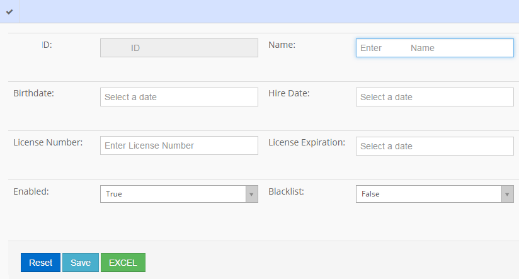 ID: ID Name: Enter Name
Birthdate: Select a date Hire Date: Select a date
License Number: Enter License Number License Expiration: Select a date
Enabled: True Blacklist: False
Reset Save EXCEL